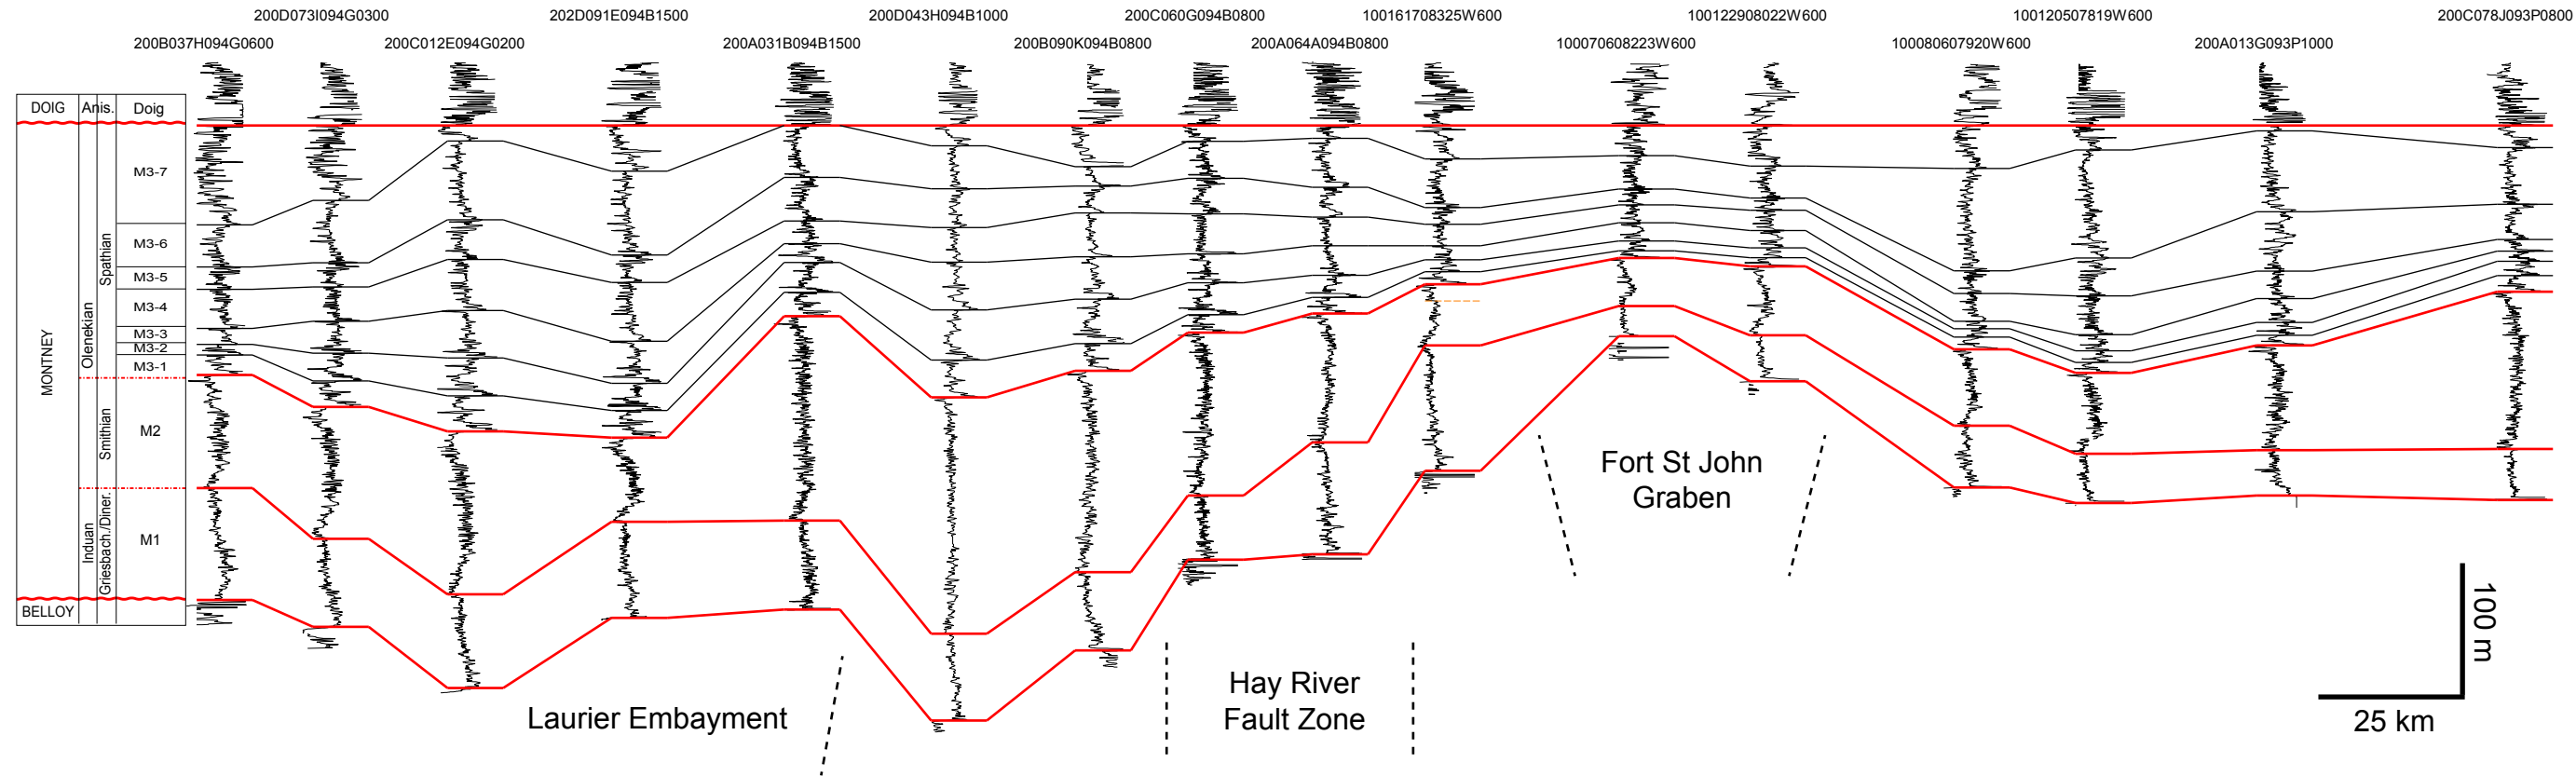 200D073I094G0300 202D091E094B1500 200D043H094B1000 200C060G094B0800 100161708325W600 100122908022W600 100120507819W600 200C078J093P0800
200B037H094G0600 200C012E094G0200 200A031B094B1500 200B090K094B0800 200A064A094B0800 100070608223W600 100080607920W600 200A013G093P1000
DOIG Anis. Doig
M3-7
M3-6
M3-5
M3-4
M3-3
M3-2
M3-1
M2
M1
MONTNEY
Olenekian
Spathian
Smithian
Induan
Griesbach./Diner.
BELLOY
Laurier Embayment
Hay River
Fault Zone
Fort St John
Graben
100 m
25 km